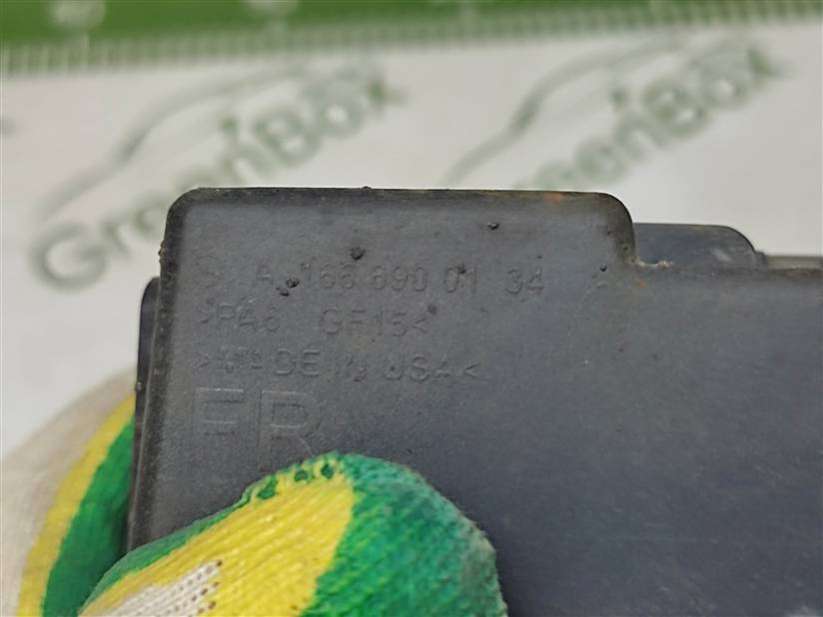 GreenBox
GreenBox
A 166 690 01 34
>PA6 GF15<
>MADE IN USA<
FR